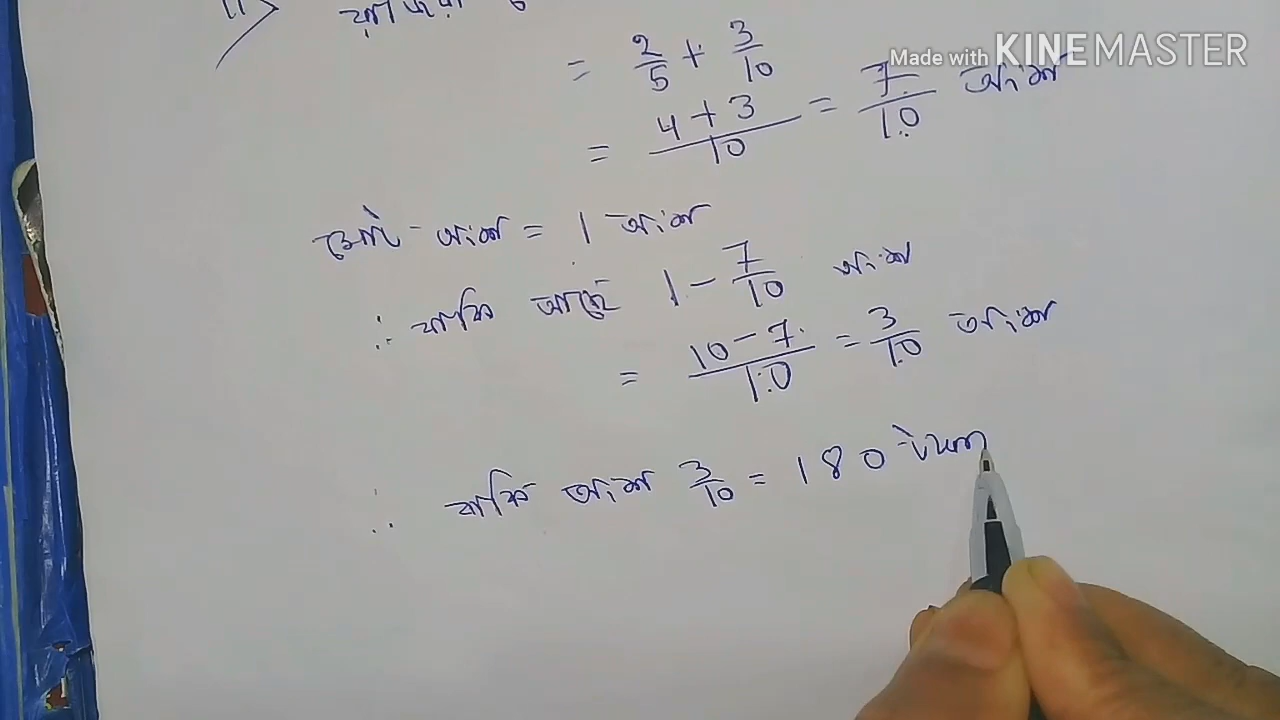 Made with KINEMASTER
= 2/5 + 3/10
= 4 + 3/10 = 7/10 অংশ
অংশ = 1 অংশ
∴ বাকি আছে 1 - 7/10 অংশ
= 10 - 7/10 = 3/10 অংশ
∴ বাকি অংশ 3/10 = 180